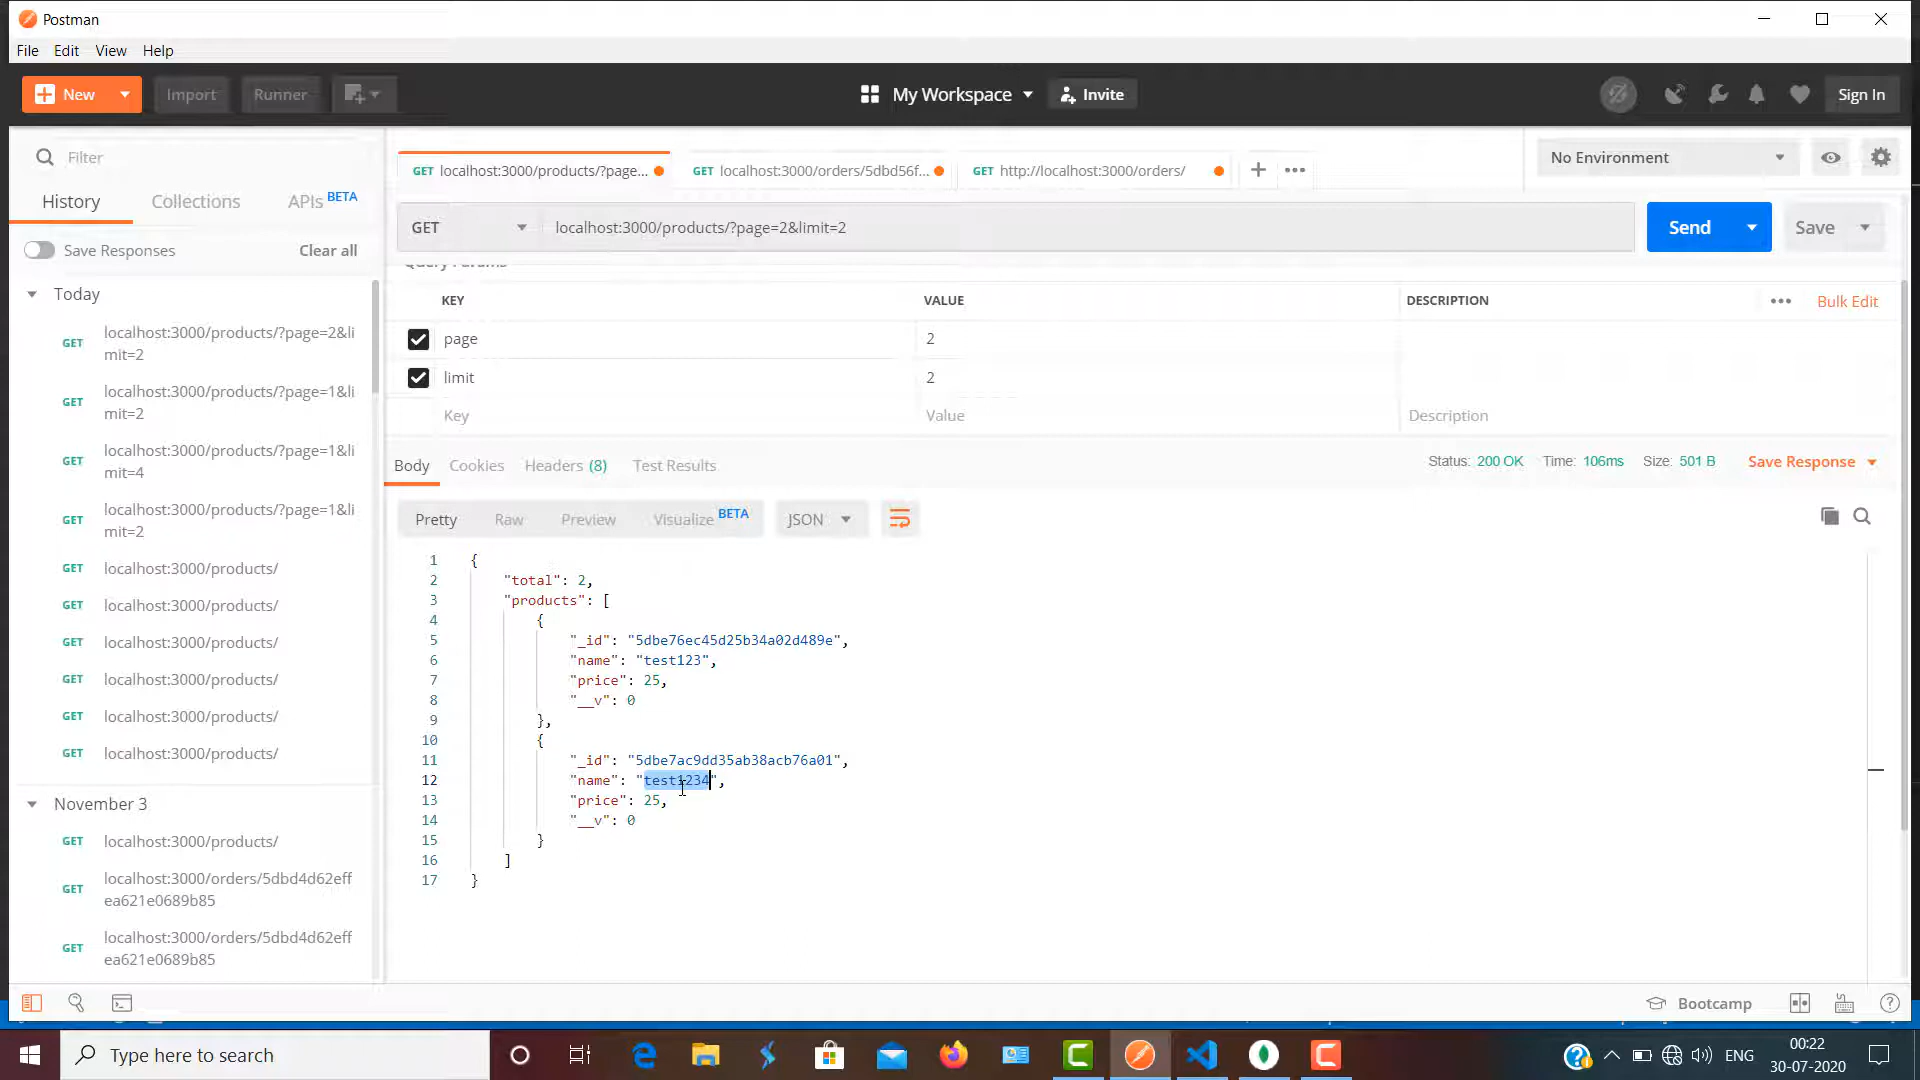 Postman
File Edit View Help
New Import Runner My Workspace Invite Sign In
Filter
History Collections APIs BETA
Save Responses Clear all
Today
GET localhost:3000/products/?page=2&li
mit=2
GET localhost:3000/products/?page=1&li
mit=2
GET localhost:3000/products/?page=1&li
mit=4
GET localhost:3000/products/?page=1&li
mit=2
GET localhost:3000/products/
GET localhost:3000/products/
GET localhost:3000/products/
GET localhost:3000/products/
GET localhost:3000/products/
GET localhost:3000/products/
November 3
GET localhost:3000/products/
GET localhost:3000/orders/5dbd4d62eff
ea621e0689b85
GET localhost:3000/orders/5dbd4d62eff
ea621e0689b85
GET localhost:3000/products/?page... GET localhost:3000/orders/5dbd56f... GET http://localhost:3000/orders/ + ••• No Environment
GET localhost:3000/products/?page=2&limit=2 Send Save
Query Params
KEY VALUE DESCRIPTION ••• Bulk Edit
page 2
limit 2
Key Value Description
Body Cookies Headers (8) Test Results Status: 200 OK Time: 106ms Size: 501 B Save Response
Pretty Raw Preview Visualize BETA JSON
1 {
2 "total": 2,
3 "products": [
4 {
5 "_id": "5dbe76ec45d25b34a02d489e",
6 "name": "test123",
7 "price": 25,
8 "__v": 0
9 },
10 {
11 "_id": "5dbe7ac9dd35ab38acb76a01",
12 "name": "test1234",
13 "price": 25,
14 "__v": 0
15 }
16 ]
17 }
Bootcamp
Type here to search ENG 00:22
30-07-2020